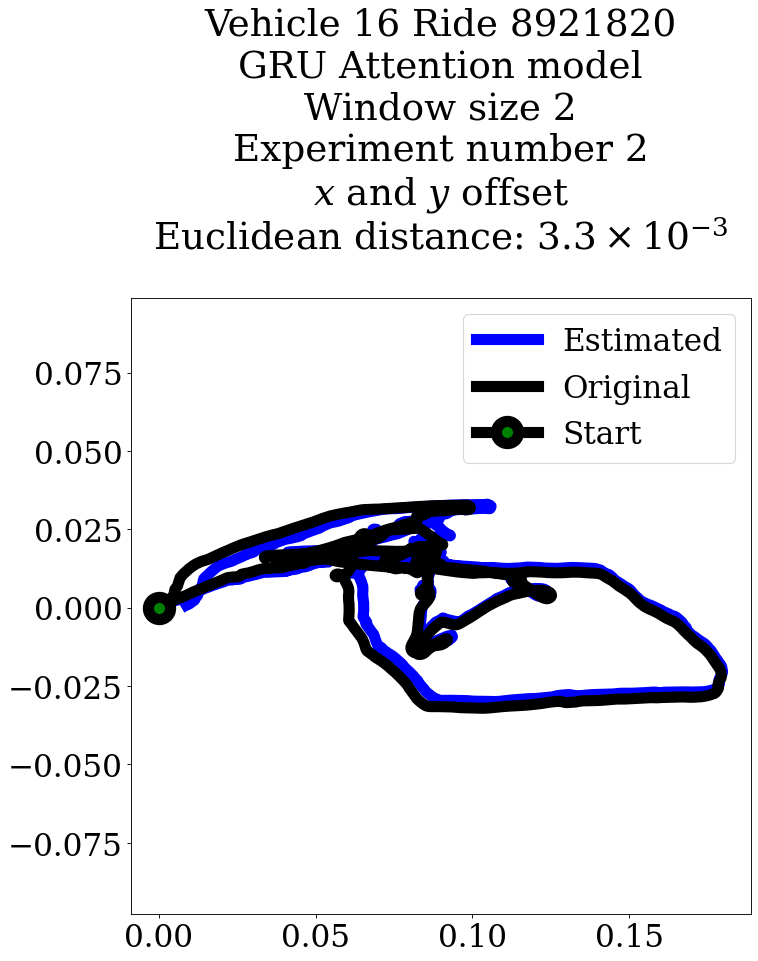 Vehicle 16 Ride 8921820
GRU Attention model
Window size 2
Experiment number 2
x and y offset
Euclidean distance: 3.3 × 10⁻³
Estimated
Original
Start
0.075
0.050
0.025
0.000
−0.025
−0.050
−0.075
0.00 0.05 0.10 0.15